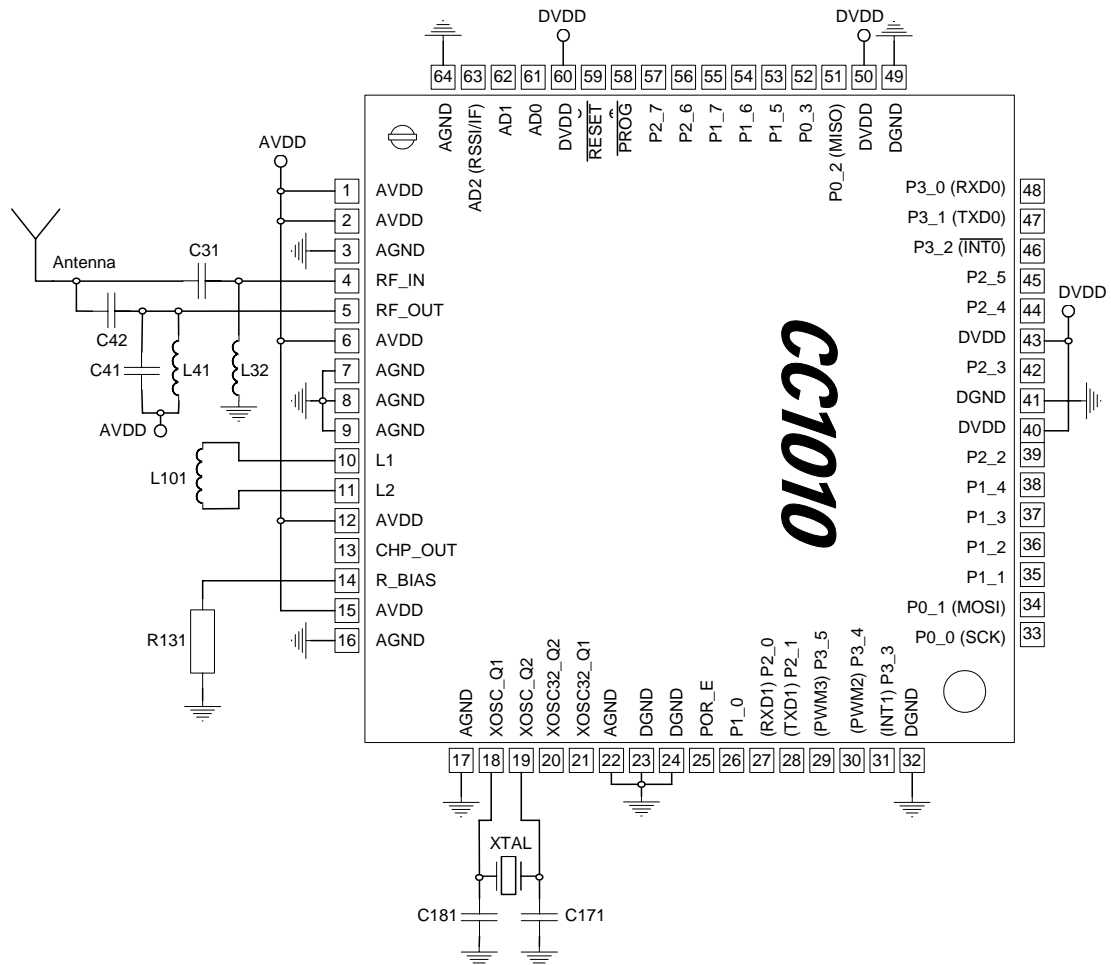 DVDD
DVDD
64 63 62 61 60 59 58 57 56 55 54 53 52 51 50 49
AGND
AD2 (RSSI/IF)
AD1
AD0
DVDD
RESET
PROG
P2_7
P2_6
P1_7
P1_6
P1_5
P0_3
P0_2 (MISO)
DVDD
DGND
AVDD
1 AVDD
2 AVDD
3 AGND
4 RF_IN
5 RF_OUT
6 AVDD
7 AGND
8 AGND
9 AGND
10 L1
11 L2
12 AVDD
13 CHP_OUT
14 R_BIAS
15 AVDD
16 AGND
Antenna
C31
C42
C41
L41
L32
AVDD
L101
R131
CC1010
P3_0 (RXD0) 48
P3_1 (TXD0) 47
P3_2 (INT0) 46
P2_5 45
P2_4 44
DVDD
DVDD 43
P2_3 42
DGND 41
DVDD 40
P2_2 39
P1_4 38
P1_3 37
P1_2 36
P1_1 35
P0_1 (MOSI) 34
P0_0 (SCK) 33
AGND
XOSC_Q1
XOSC_Q2
XOSC32_Q2
XOSC32_Q1
AGND
DGND
DGND
POR_E
P1_0
(RXD1) P2_0
(TXD1) P2_1
(PWM3) P3_5
(PWM2) P3_4
(INT1) P3_3
DGND
17 18 19 20 21 22 23 24 25 26 27 28 29 30 31 32
XTAL
C181
C171